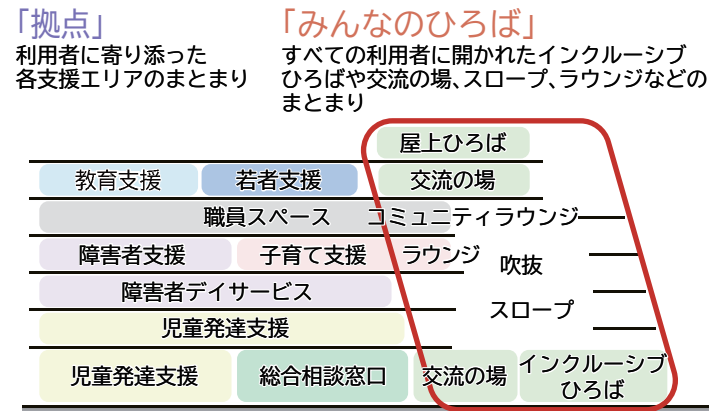 「拠点」
利用者に寄り添った
各支援エリアのまとまり
「みんなのひろば」
すべての利用者に開かれたインクルーシブ
ひろばや交流の場、スロープ、ラウンジなどの
まとまり
屋上ひろば
教育支援 若者支援 交流の場
職員スペース コミュニティラウンジ
障害者支援 子育て支援 ラウンジ
吹抜
障害者デイサービス
スロープ
児童発達支援
児童発達支援 総合相談窓口 交流の場 インクルーシブ
ひろば